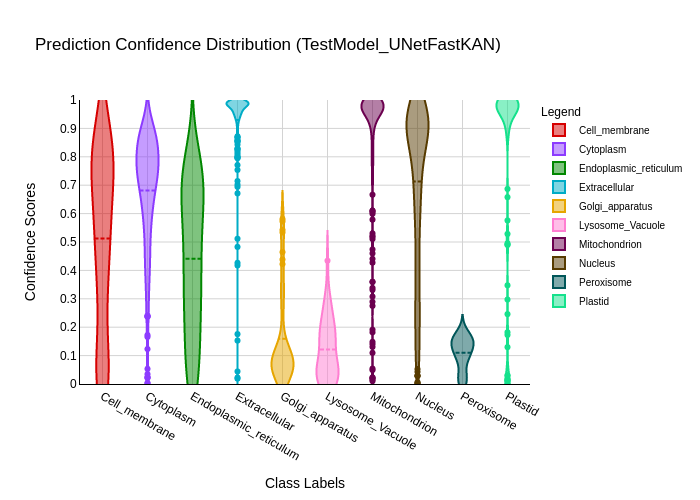 Prediction Confidence Distribution (TestModel_UNetFastKAN)
Confidence Scores
1
0.9
0.8
0.7
0.6
0.5
0.4
0.3
0.2
0.1
0
Cell_membrane
Cytoplasm
Endoplasmic_reticulum
Extracellular
Golgi_apparatus
Lysosome_Vacuole
Mitochondrion
Nucleus
Peroxisome
Plastid
Class Labels
Legend
Cell_membrane
Cytoplasm
Endoplasmic_reticulum
Extracellular
Golgi_apparatus
Lysosome_Vacuole
Mitochondrion
Nucleus
Peroxisome
Plastid